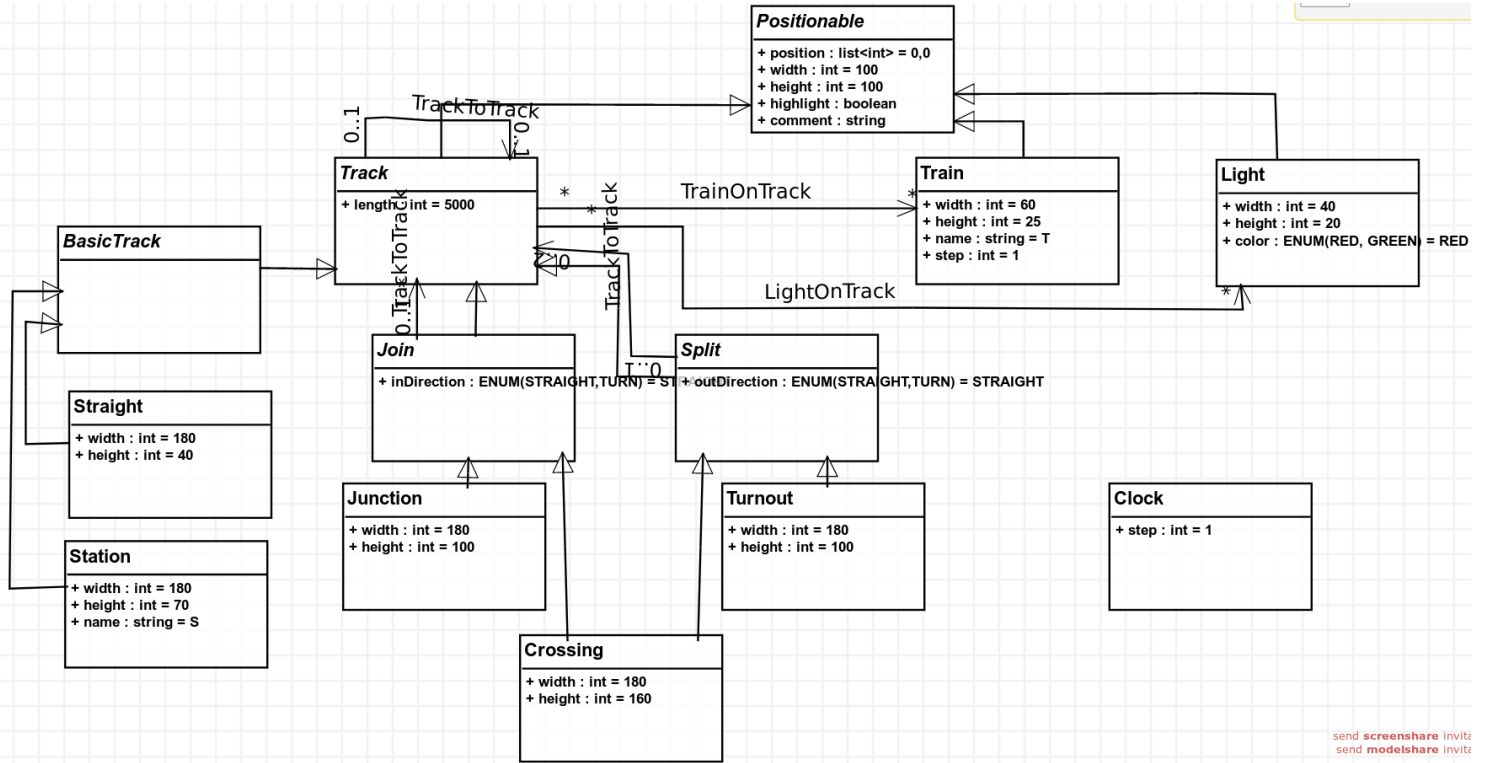 Positionable
+ position : list<int> = 0,0
+ width : int = 100
+ height : int = 100
+ highlight : boolean
+ comment : string
TrackToTrack
0..1
0..1
Track
+ length : int = 5000
TrainOnTrack
*
*
Train
+ width : int = 60
+ height : int = 25
+ name : string = T
+ step : int = 1
Light
+ width : int = 40
+ height : int = 20
+ color : ENUM(RED, GREEN) = RED
BasicTrack
TrackToTrack
0..1
TrackToTrack
0..1
LightOnTrack
*
Join
+ inDirection : ENUM(STRAIGHT,TURN) = STRAIGHT
Split
+ outDirection : ENUM(STRAIGHT,TURN) = STRAIGHT
Straight
+ width : int = 180
+ height : int = 40
Junction
+ width : int = 180
+ height : int = 100
Turnout
+ width : int = 180
+ height : int = 100
Clock
+ step : int = 1
Station
+ width : int = 180
+ height : int = 70
+ name : string = S
Crossing
+ width : int = 180
+ height : int = 160
send screenshare invita
send modelshare invita